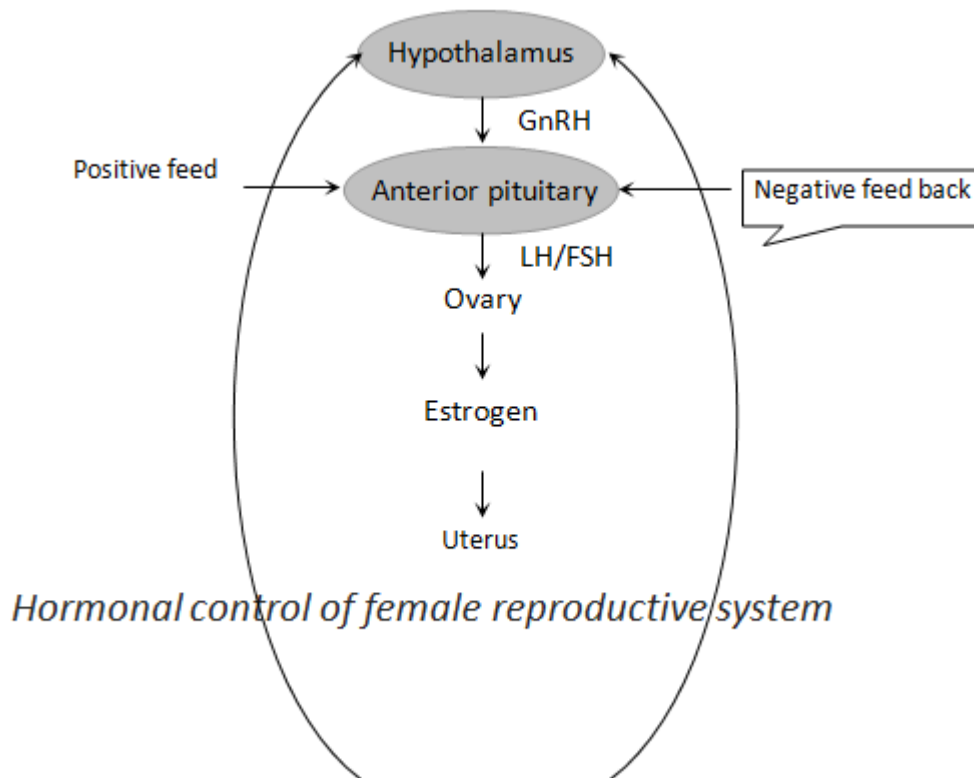 Hypothalamus
GnRH
Positive feed
Anterior pituitary
Negative feed back
LH/FSH
Ovary
Estrogen
Uterus
Hormonal control of female reproductive system